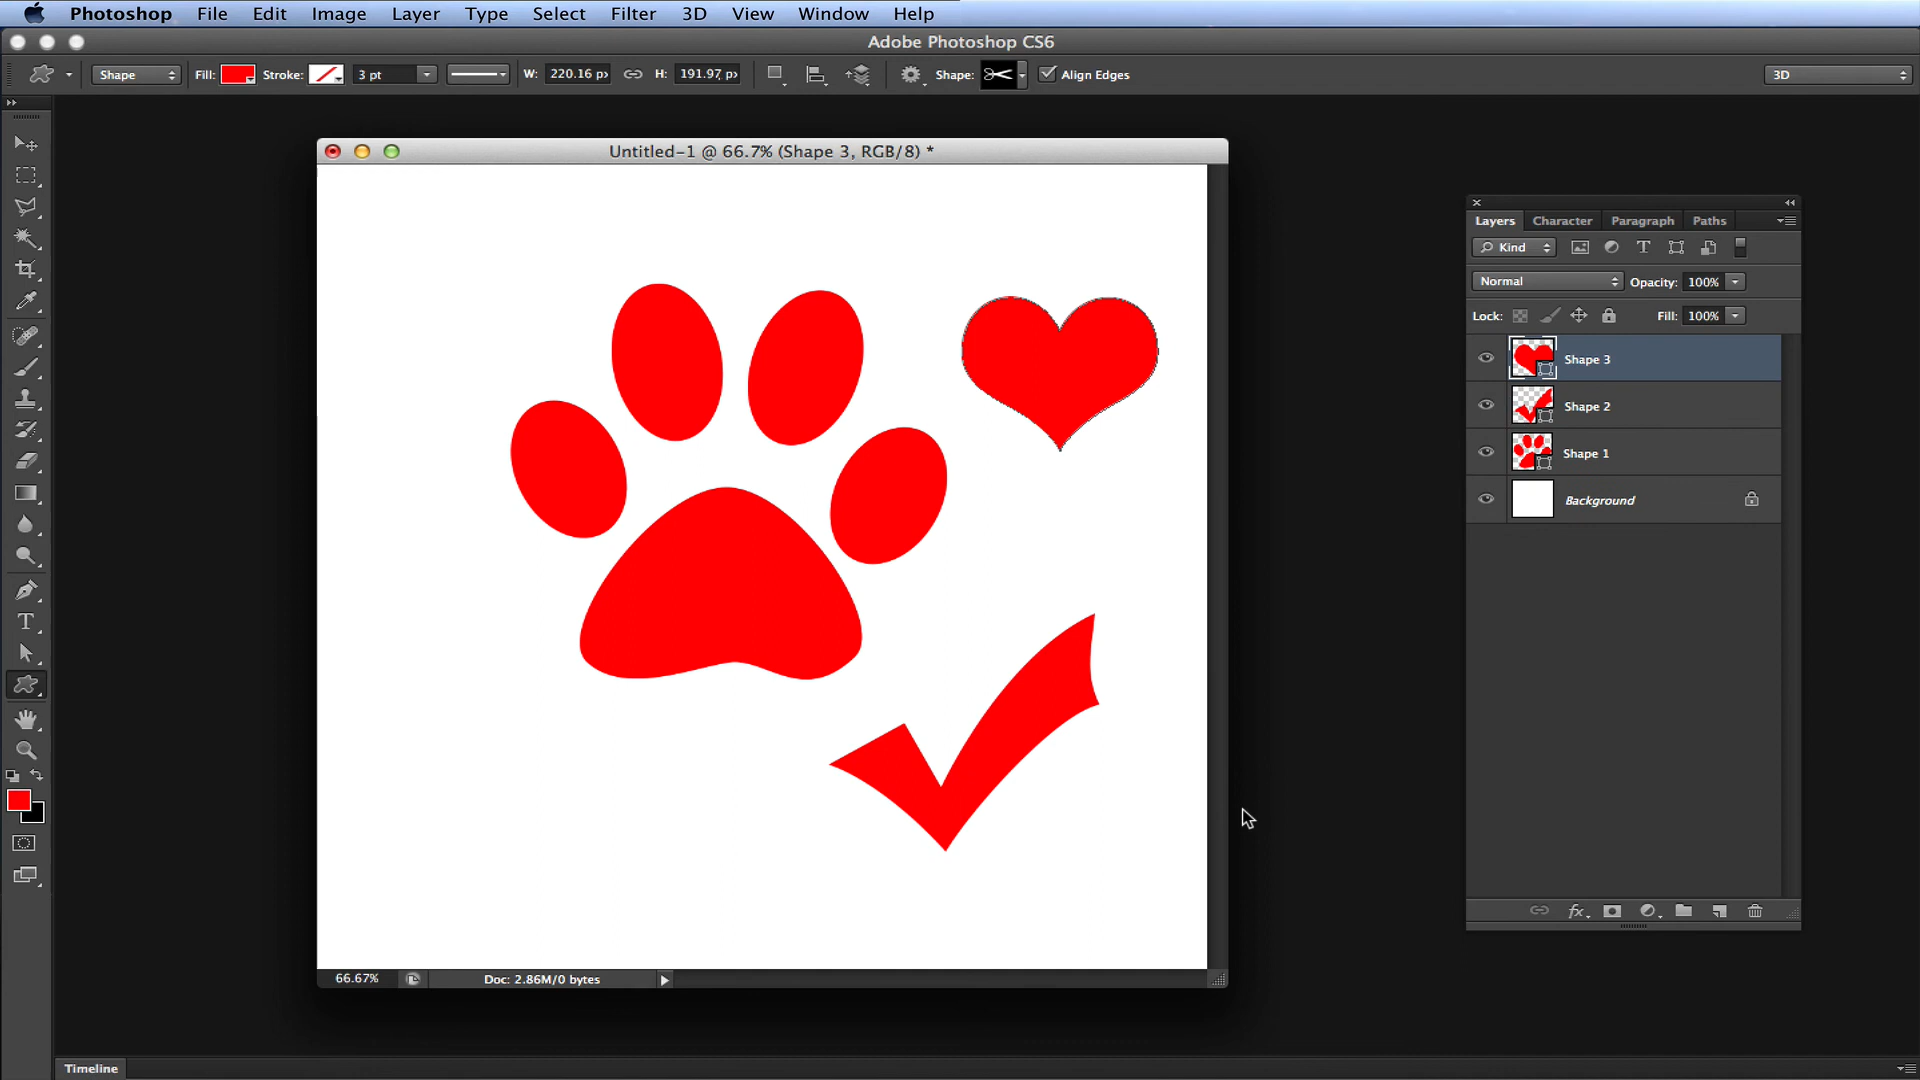 Photoshop File Edit Image Layer Type Select Filter 3D View Window Help
Adobe Photoshop CS6
Shape Fill: Stroke: 3 pt W: 220.16 px H: 191.97 px Shape: Align Edges 3D
Untitled-1 @ 66.7% (Shape 3, RGB/8) *
Layers Character Paragraph Paths
Kind
Normal Opacity: 100%
Lock: Fill: 100%
Shape 3
Shape 2
Shape 1
Background
66.67% Doc: 2.86M/0 bytes
Timeline